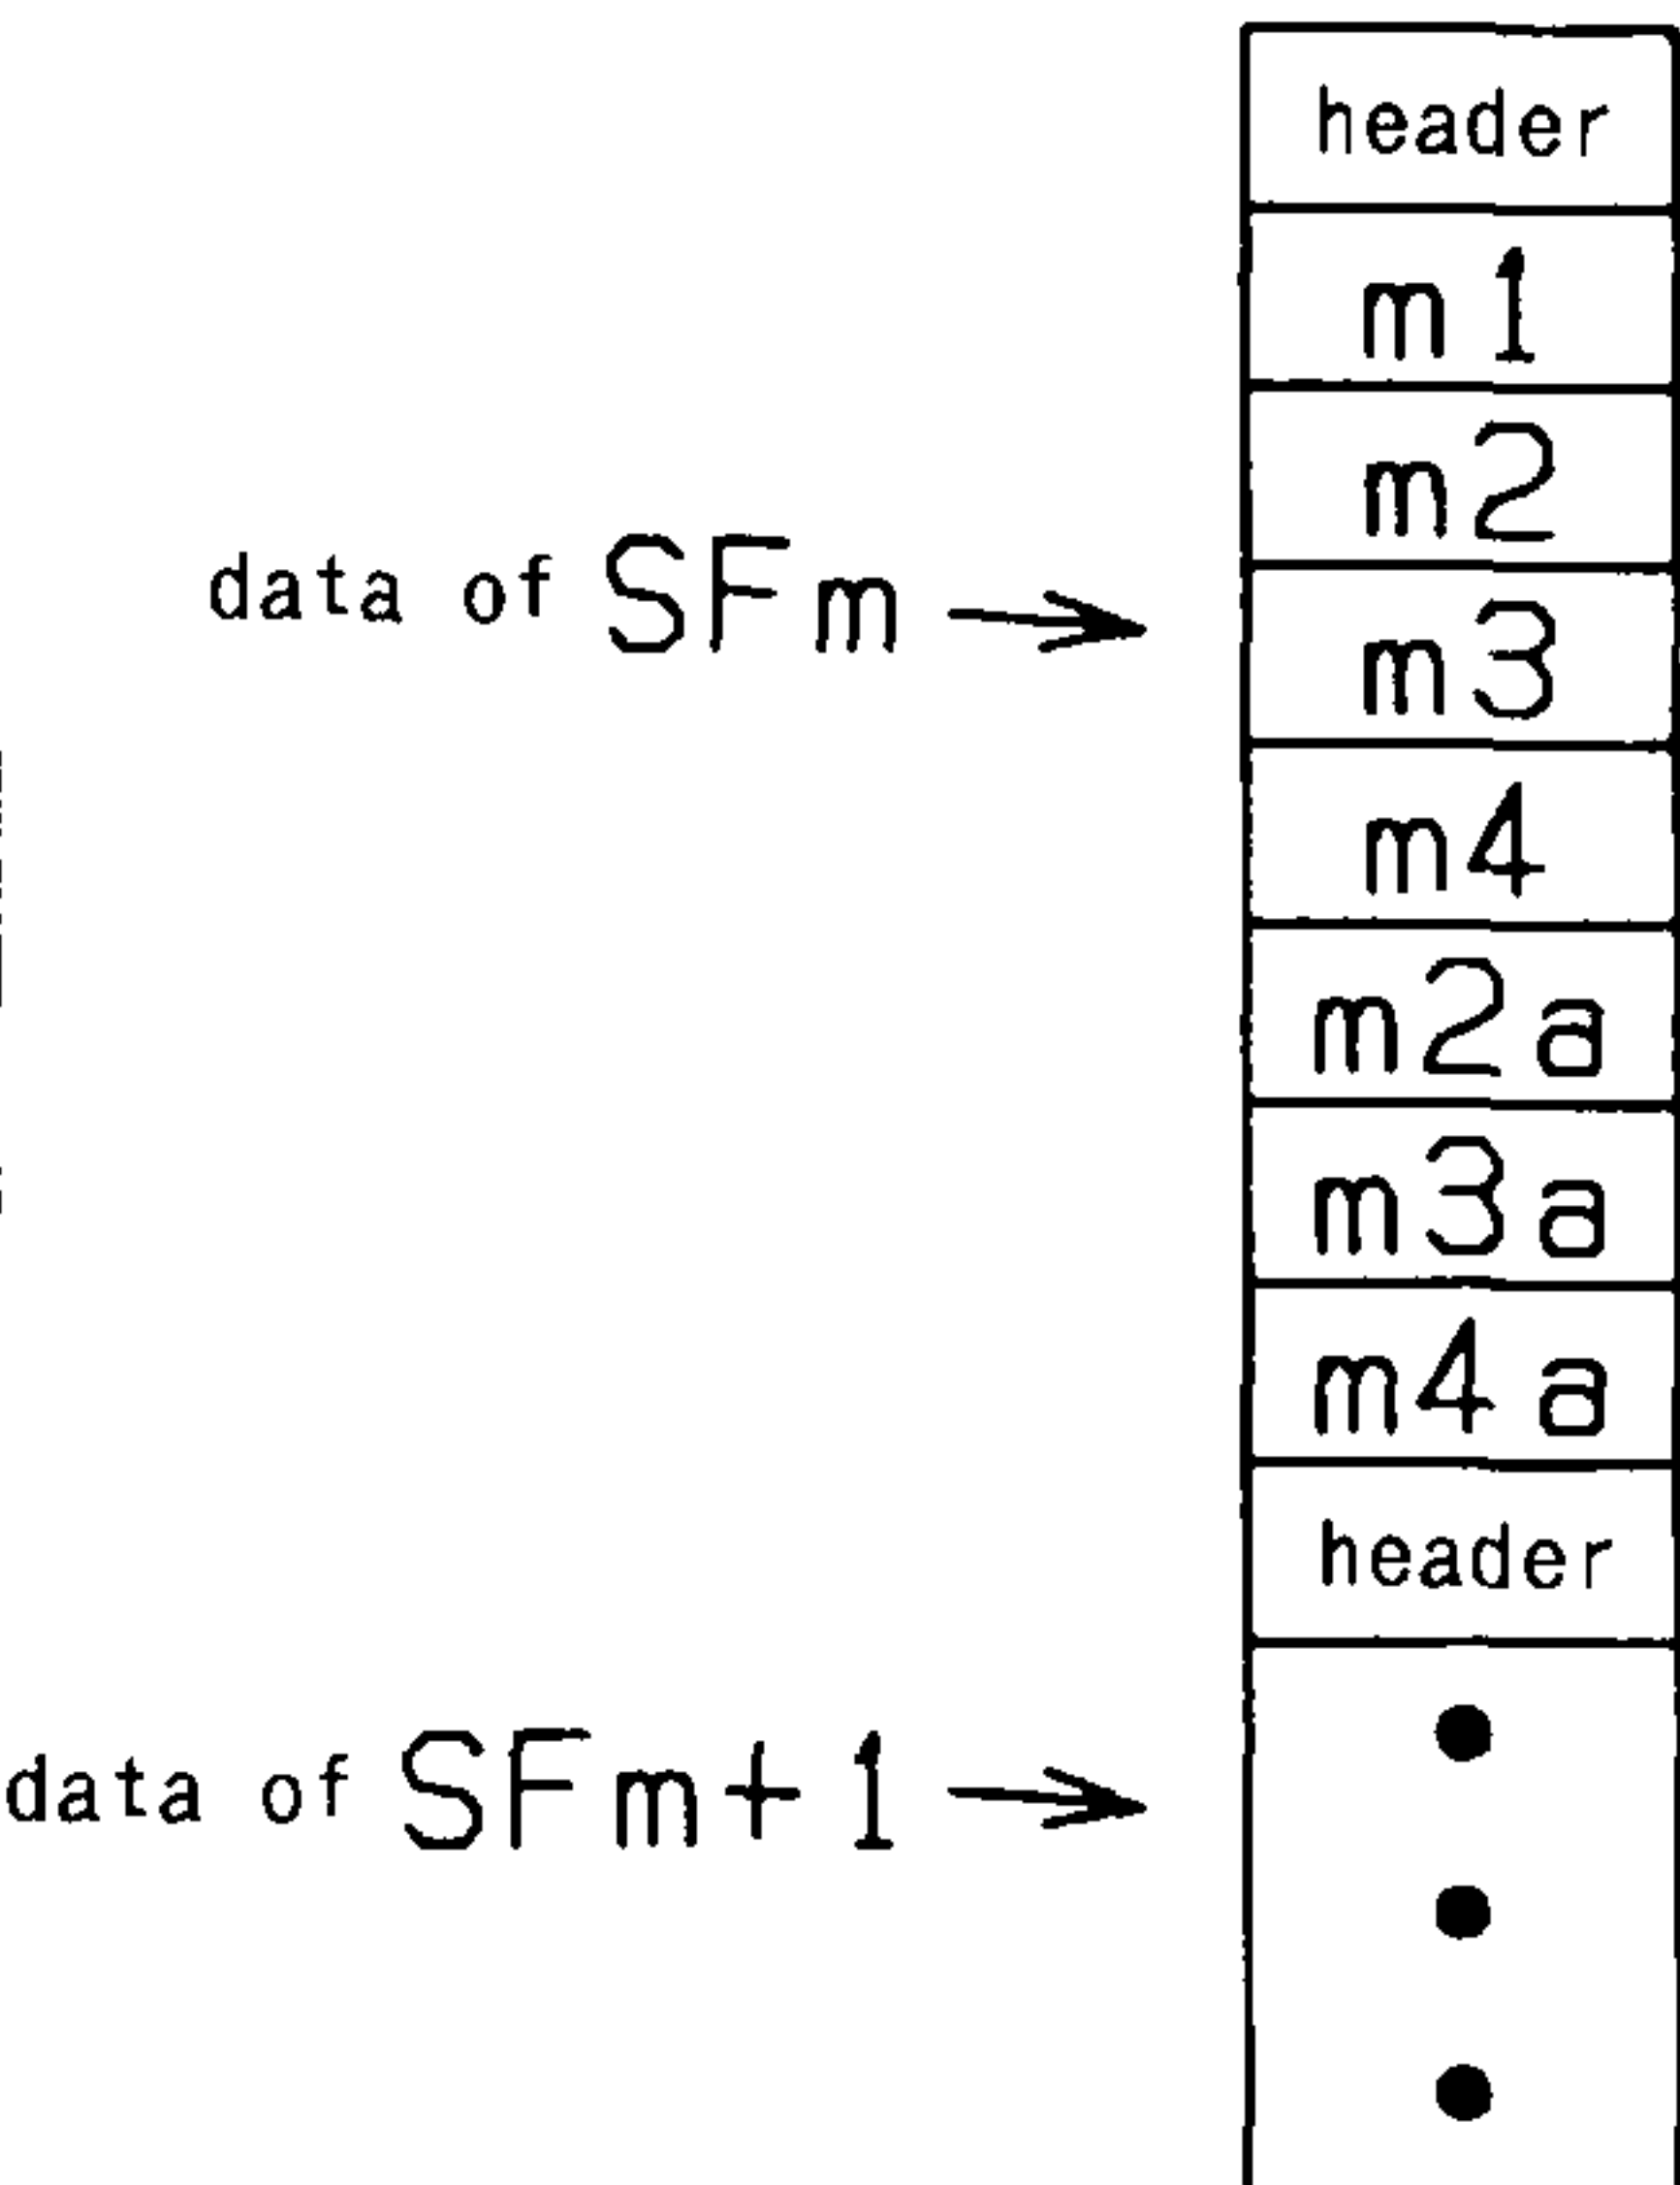 header
m1
m2
data of SFm
m3
m4
m2a
m3a
m4a
header
data of SFm+1